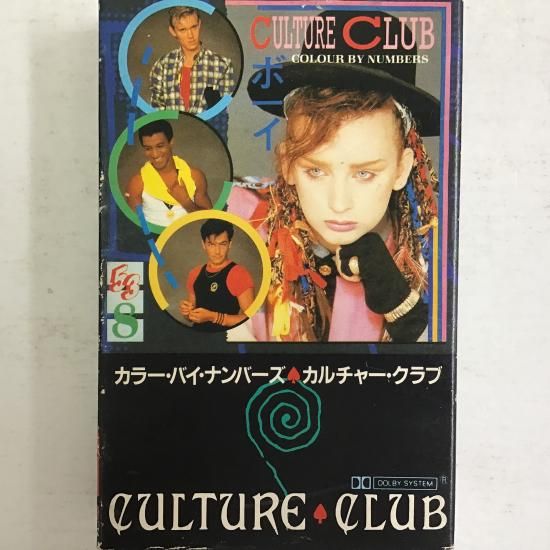 CULTURE CLUB
COLOUR BY NUMBERS
ボーイ
8
カラー・バイ・ナンバーズ♠カルチャー・クラブ
DOLBY SYSTEM ®
CULTURE♠CLUB